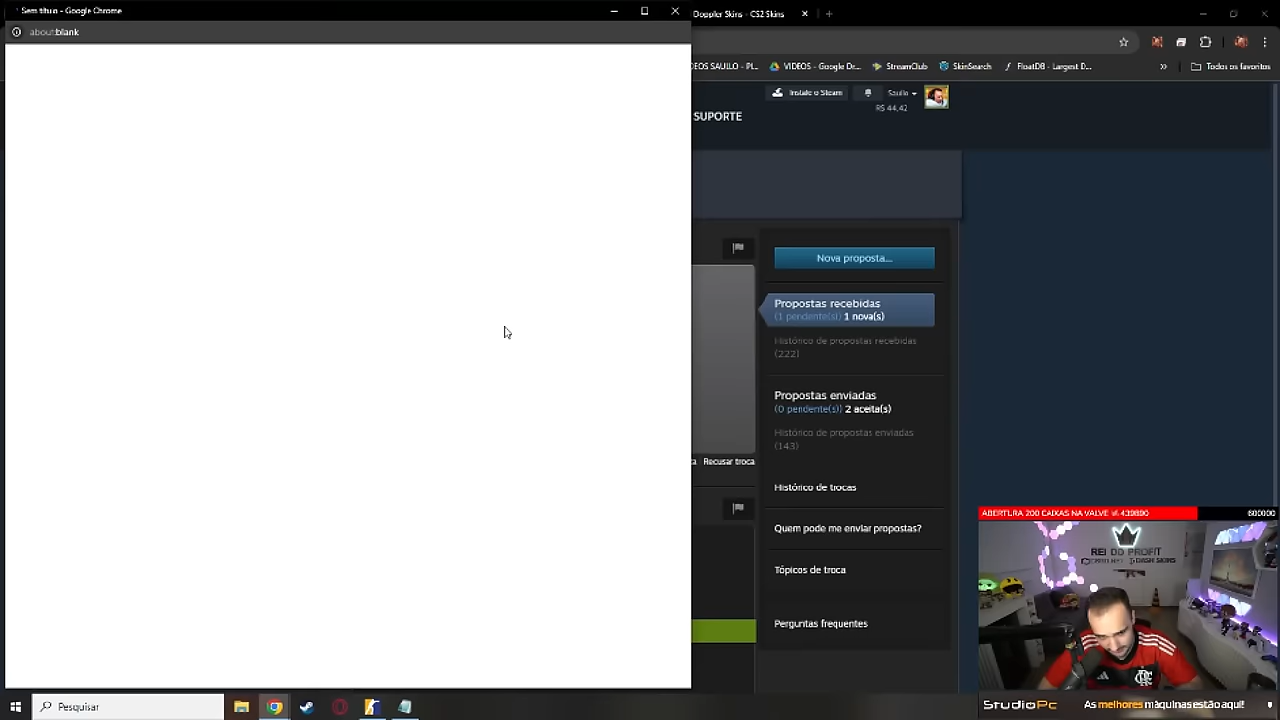 Sem título - Google Chrome
about:blank
Doppler Skins - CS2 Skins
VIDEOS - Google Dr...
StreamClub
SkinSearch
FloatDB - Largest D...
»
Todos os favoritos
Instale o Steam
Saullo
R$ 44,42
SUPORTE
Nova proposta...
Propostas recebidas
(1 pendente(s)) 1 nova(s)
Histórico de propostas recebidas
(222)
Propostas enviadas
(0 pendente(s)) 2 aceita(s)
Histórico de propostas enviadas
(143)
Recusar troca
Histórico de trocas
Quem pode me enviar propostas?
Tópicos de troca
Perguntas frequentes
ABERTURA 200 CAIXAS NA VALVE
600000
REI DO PROFIT
DASH SKINS
StudioPc
As melhores máquinas estão aqui!
Pesquisar